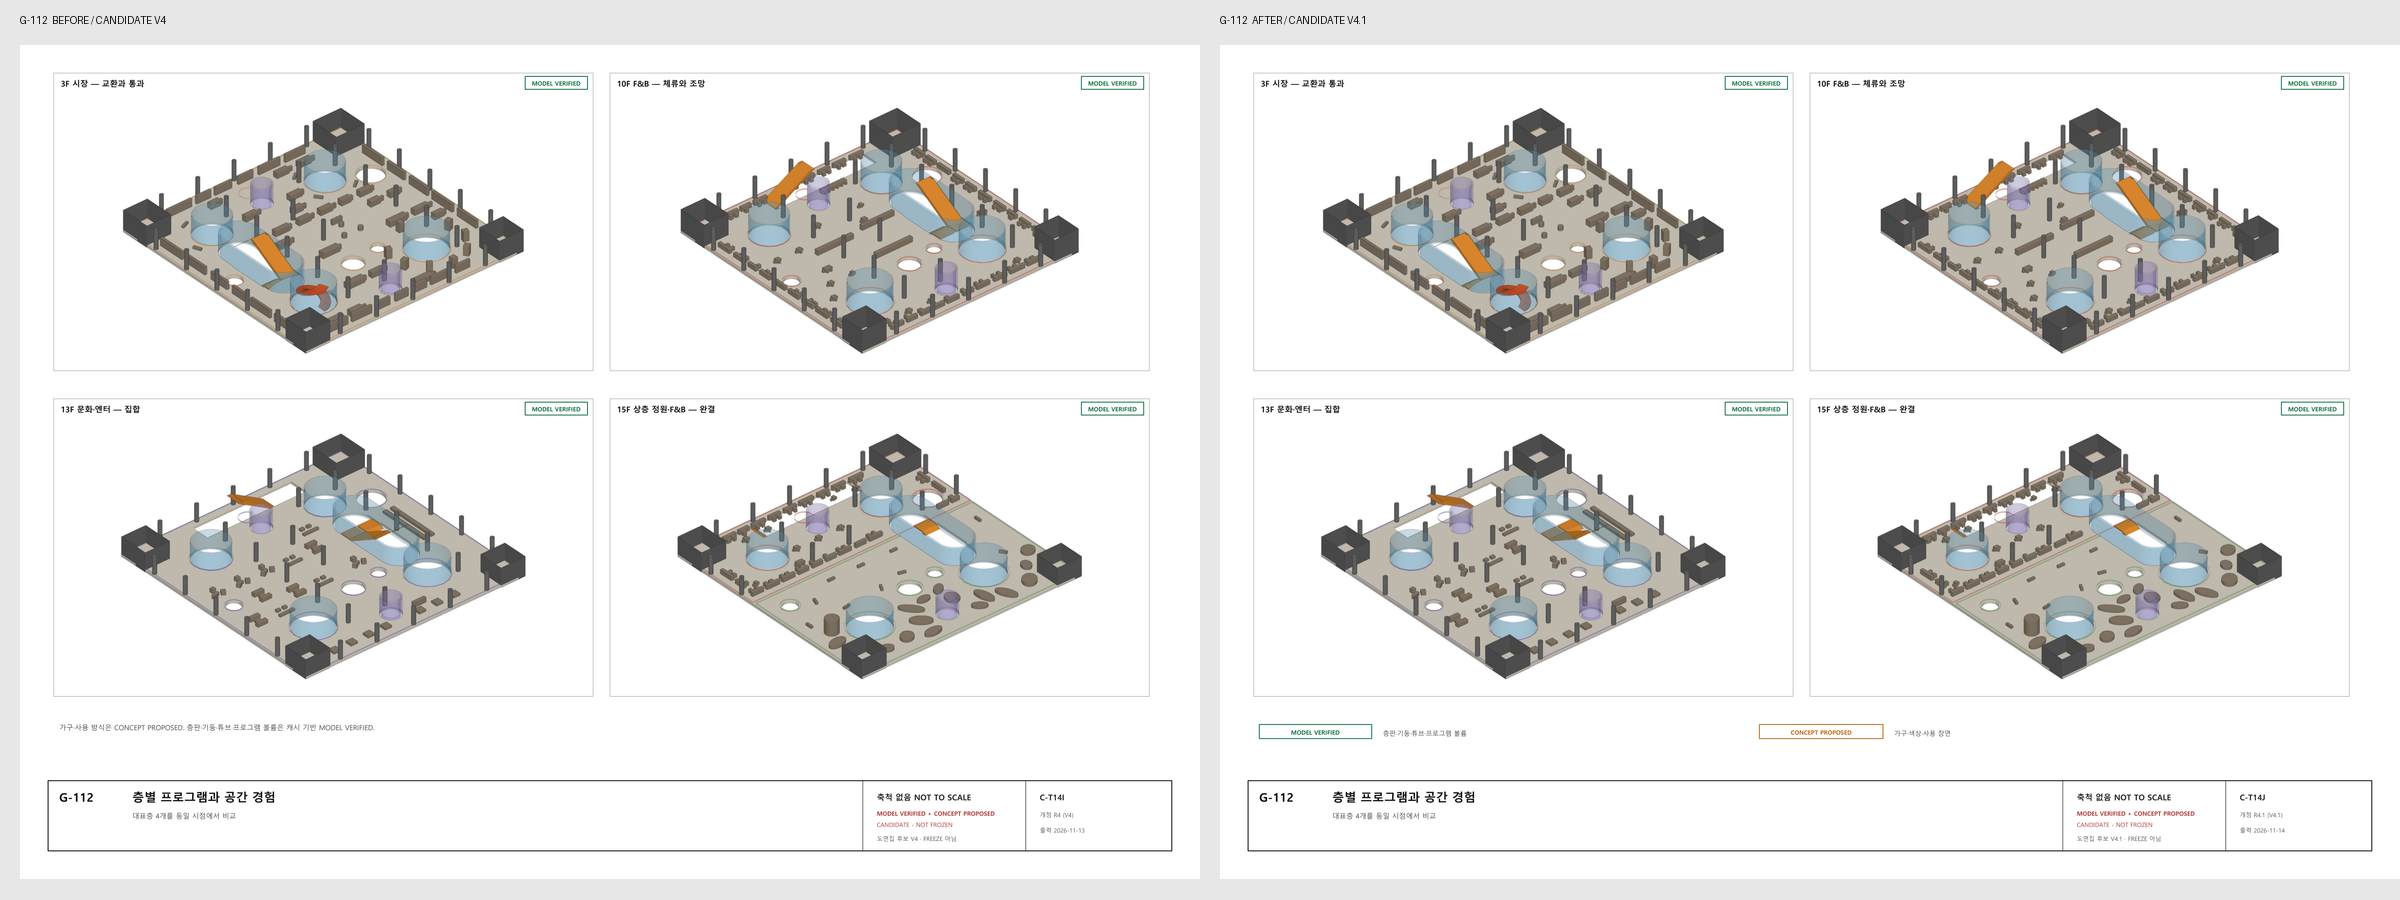 G-112 BEFORE / CANDIDATE V4
3F 시장 — 교환과 통과
MODEL VERIFIED
10F F&B — 체류와 조망
MODEL VERIFIED
13F 문화·엔터 — 집합
MODEL VERIFIED
15F 상층 정원·F&B — 완결
MODEL VERIFIED
가구·사용 방식은 CONCEPT PROPOSED. 층판·기둥·튜브·프로그램 볼륨은 캐시 기반 MODEL VERIFIED.
G-112
층별 프로그램과 공간 경험
대표층 4개를 동일 시점에서 비교
축척 없음 NOT TO SCALE
MODEL VERIFIED + CONCEPT PROPOSED
CANDIDATE - NOT FROZEN
도면집 후보 V4 · FREEZE 아님
C-T14I
개정 R4 (V4)
출력 2026-11-13
G-112 AFTER / CANDIDATE V4.1
3F 시장 — 교환과 통과
MODEL VERIFIED
10F F&B — 체류와 조망
MODEL VERIFIED
13F 문화·엔터 — 집합
MODEL VERIFIED
15F 상층 정원·F&B — 완결
MODEL VERIFIED
MODEL VERIFIED
층판·기둥·튜브·프로그램 볼륨
CONCEPT PROPOSED
가구·색상·사용 장면
G-112
층별 프로그램과 공간 경험
대표층 4개를 동일 시점에서 비교
축척 없음 NOT TO SCALE
MODEL VERIFIED + CONCEPT PROPOSED
CANDIDATE - NOT FROZEN
도면집 후보 V4.1 · FREEZE 아님
C-T14J
개정 R4.1 (V4.1)
출력 2026-11-14